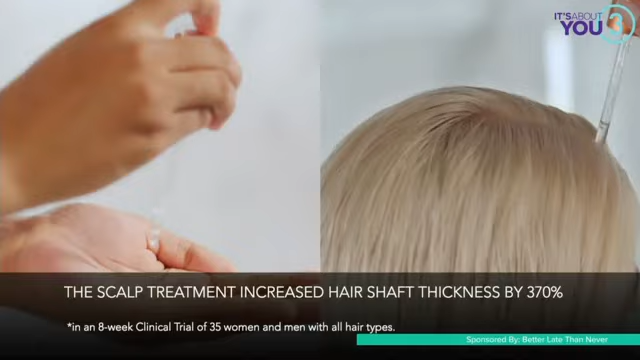 IT'S ABOUT
YOU 3
THE SCALP TREATMENT INCREASED HAIR SHAFT THICKNESS BY 370%
*in an 8-week Clinical Trial of 35 women and men with all hair types.
Sponsored By: Better Late Than Never